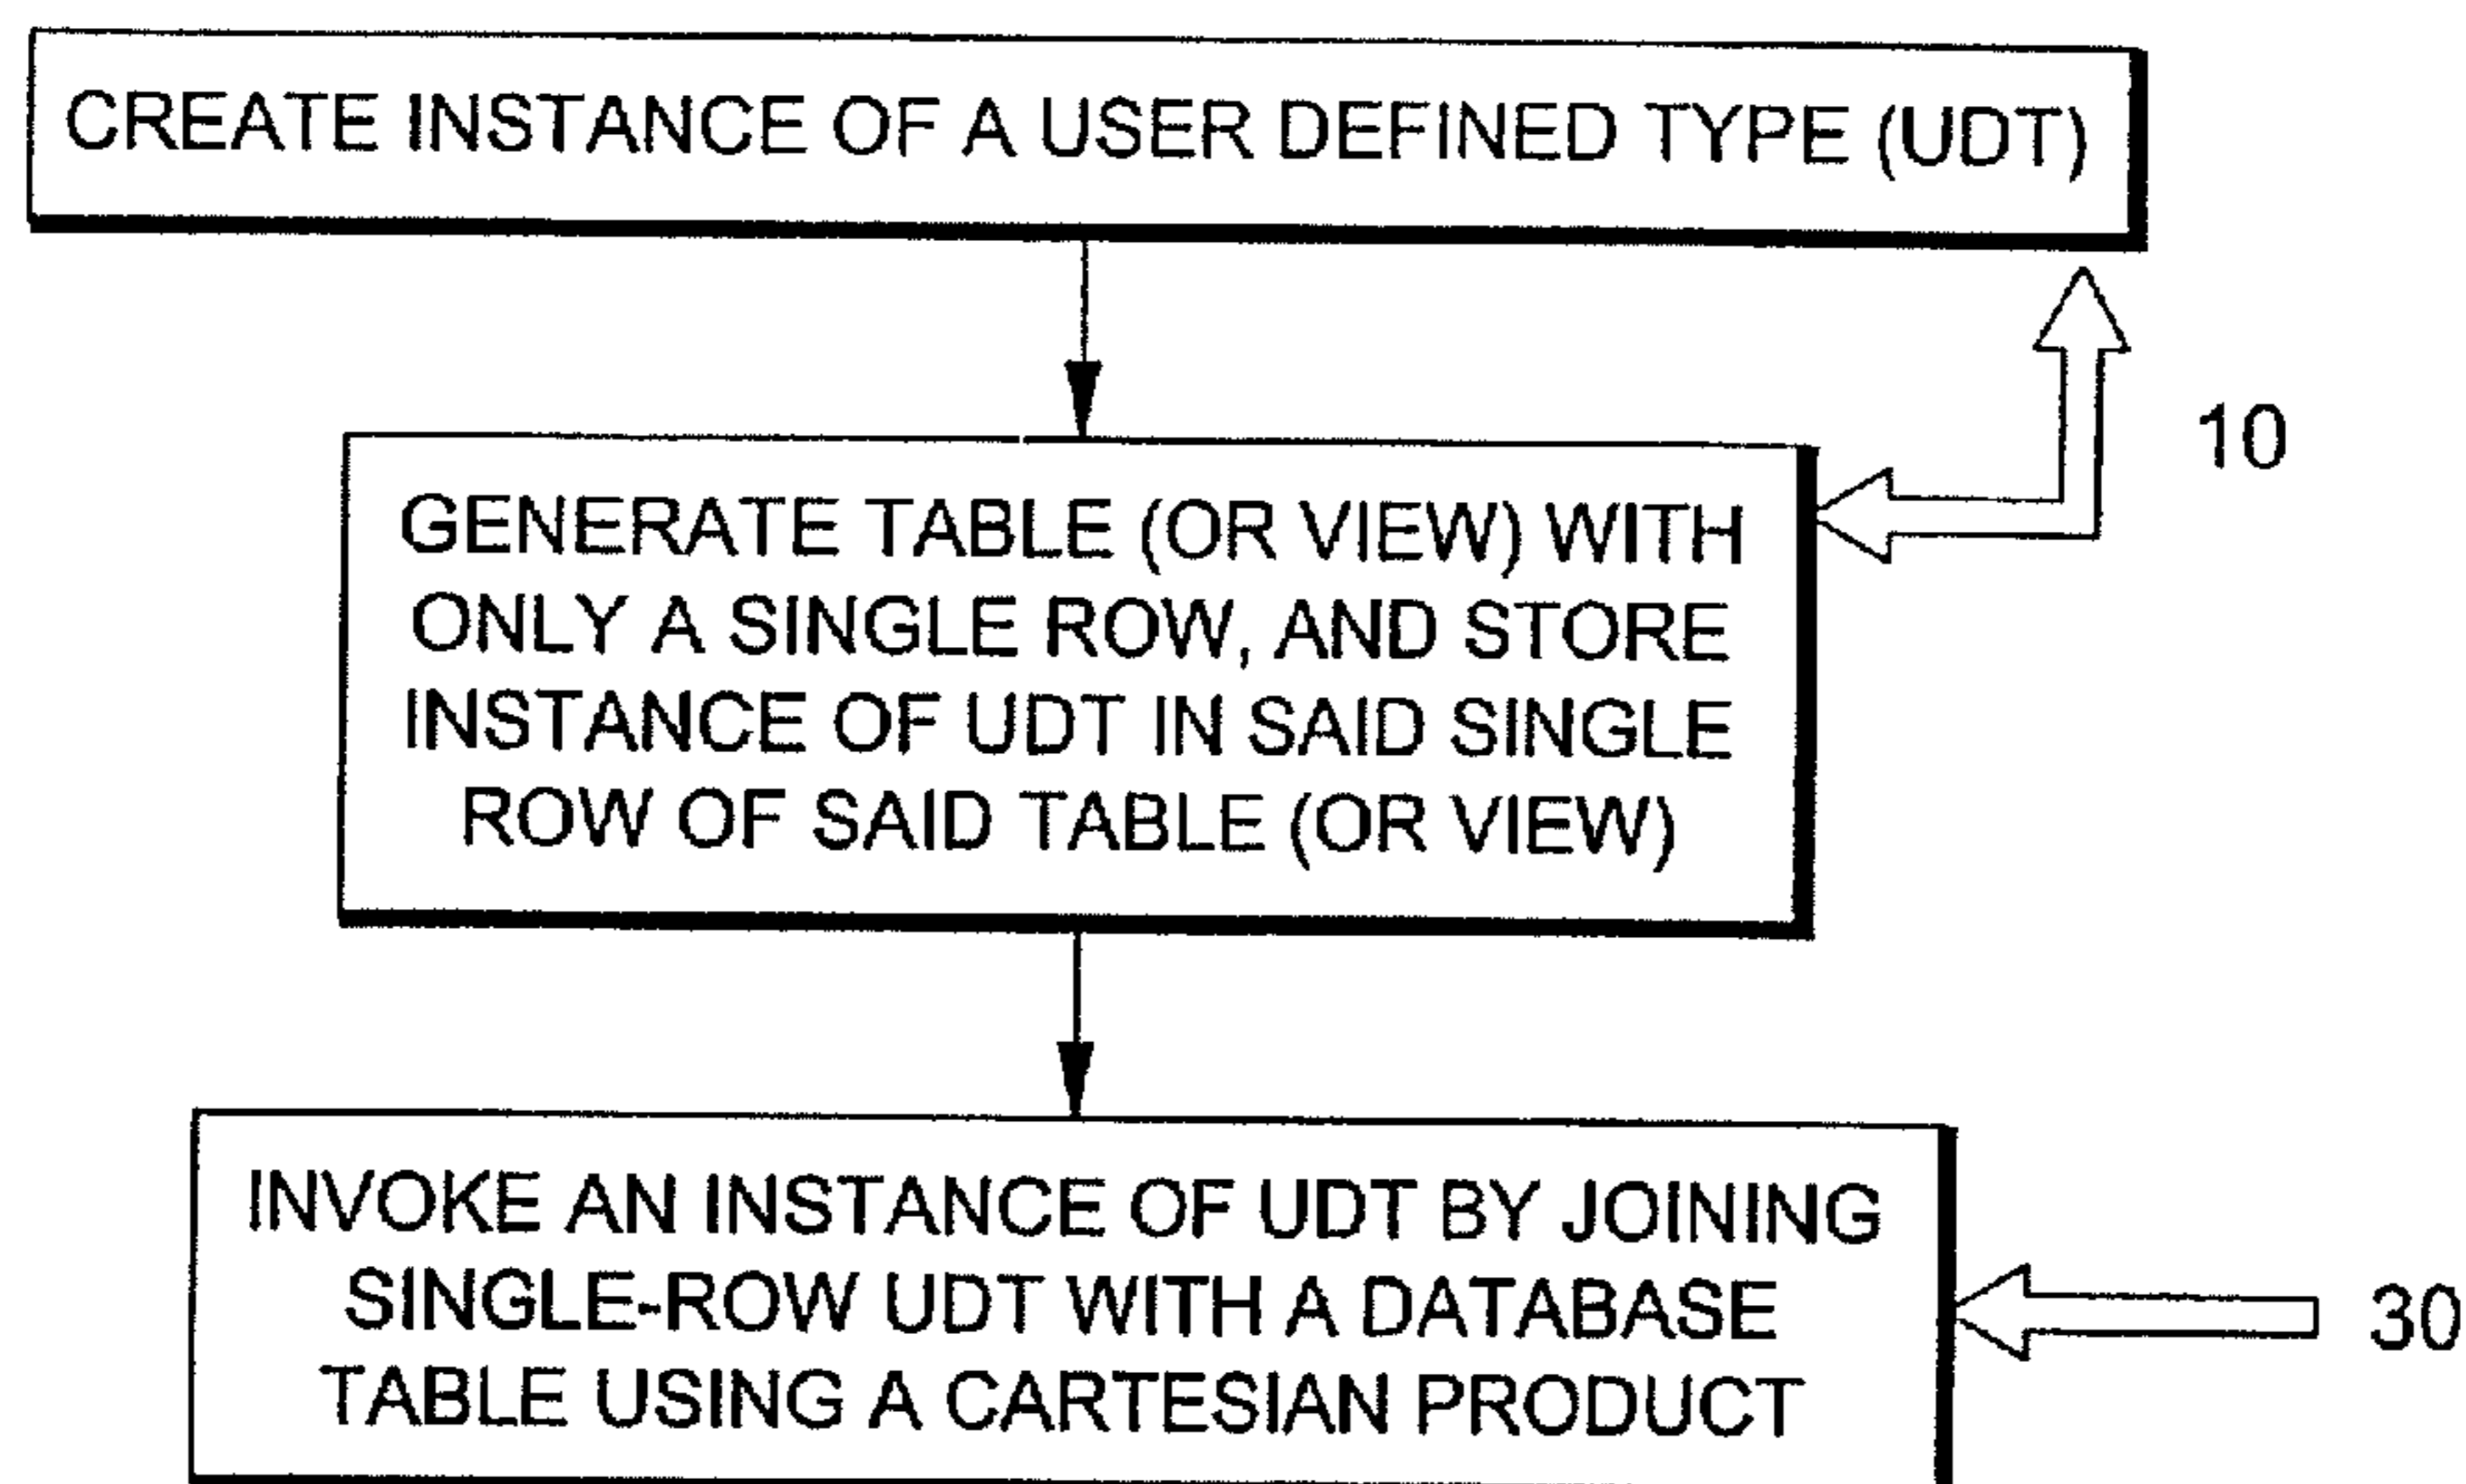 CREATE INSTANCE OF A USER DEFINED TYPE (UDT)
10
GENERATE TABLE (OR VIEW) WITH
ONLY A SINGLE ROW, AND STORE
INSTANCE OF UDT IN SAID SINGLE
ROW OF SAID TABLE (OR VIEW)
INVOKE AN INSTANCE OF UDT BY JOINING
SINGLE-ROW UDT WITH A DATABASE
TABLE USING A CARTESIAN PRODUCT
30